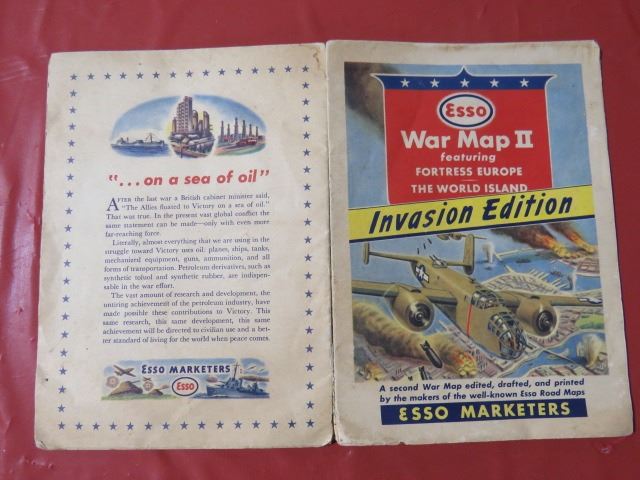 "... on a sea of oil"
AFTER the last war a British cabinet minister said,
"The Allies floated to Victory on a sea of oil."
That was true. In the present vast global conflict the
same statement can be made—only with even more
far-reaching force.
Literally, almost everything that we are using in the
struggle toward Victory uses oil: planes, ships, tanks,
mechanized equipment, guns, ammunition, and all
forms of transportation. Petroleum derivatives, such as
synthetic toluol and synthetic rubber, are indispen-
sable in the war effort.
The vast amount of research and development, the
untiring achievement of the petroleum industry, have
made possible these contributions to Victory. This
same research, this same development, this same
achievement will be directed to civilian use and a bet-
ter standard of living for the world when peace comes.
ESSO MARKETERS
Esso
Esso
War Map II
featuring
FORTRESS EUROPE
THE WORLD ISLAND
Invasion Edition
A second War Map edited, drafted, and printed
by the makers of the well-known Esso Road Maps
ESSO MARKETERS